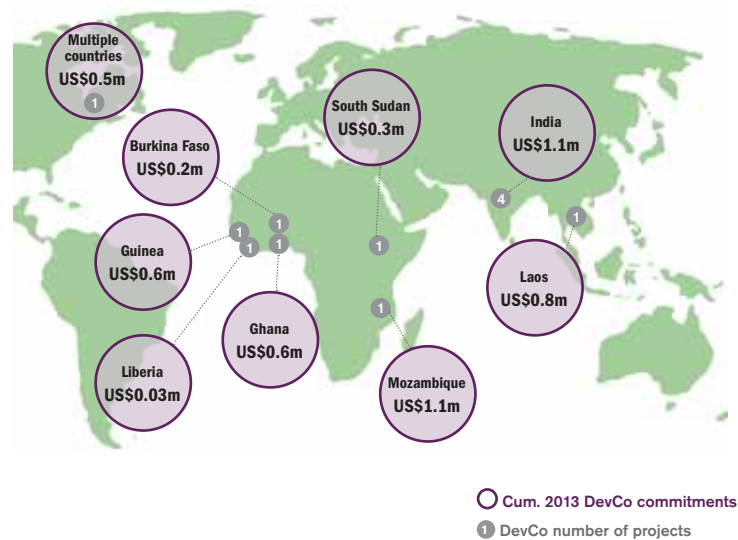 Multiple
countries
US$0.5m
1
South Sudan
US$0.3m
India
US$1.1m
Burkina Faso
US$0.2m
4
1
1
1
1
1
1
Guinea
US$0.6m
Laos
US$0.8m
1
Ghana
US$0.6m
Liberia
US$0.03m
Mozambique
US$1.1m
Cum. 2013 DevCo commitments
1 DevCo number of projects